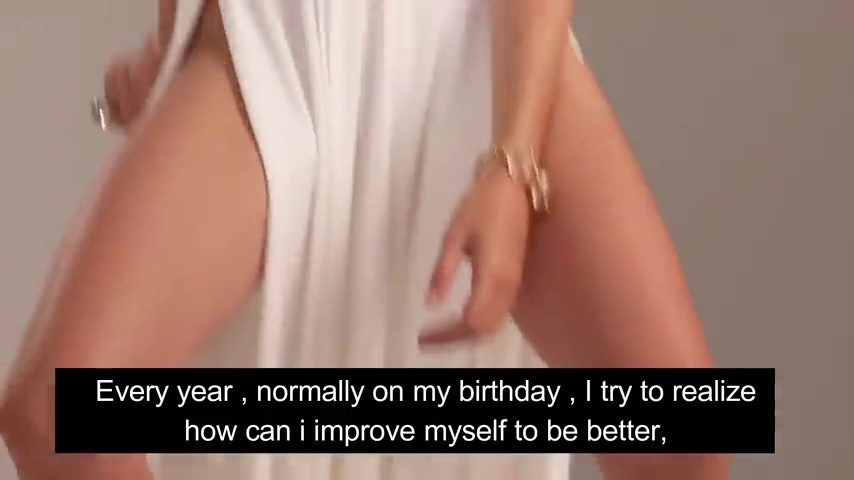 Every year , normally on my birthday , I try to realize
how can i improve myself to be better,